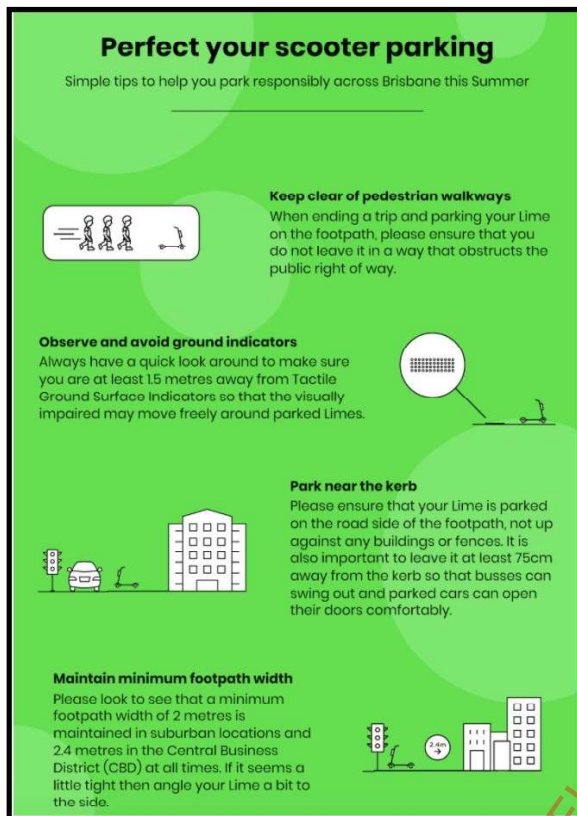 Perfect your scooter parking
Simple tips to help you park responsibly across Brisbane this Summer
Keep clear of pedestrian walkways
When ending a trip and parking your Lime
on the footpath, please ensure that you
do not leave it in a way that obstructs the
public right of way.
Observe and avoid ground indicators
Always have a quick look around to make sure
you are at least 1.5 metres away from Tactile
Ground Surface Indicators so that the visually
impaired may move freely around parked Limes.
Park near the kerb
Please ensure that your Lime is parked
on the road side of the footpath, not up
against any buildings or fences. It is
also important to leave it at least 75cm
away from the kerb so that busses can
swing out and parked cars can open
their doors comfortably.
Maintain minimum footpath width
Please look to see that a minimum
footpath width of 2 metres is
maintained in suburban locations and
2.4 metres in the Central Business
District (CBD) at all times. If it seems a
little tight then angle your Lime a bit to
the side.
2.4m